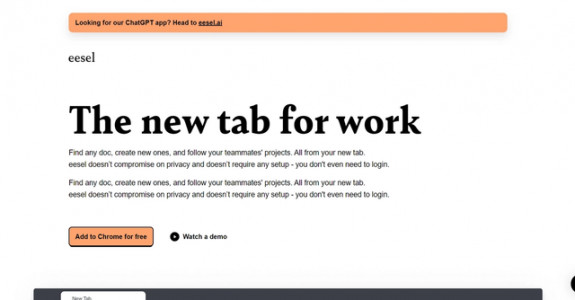 Looking for our ChatGPT app? Head to eesel.ai
eesel
The new tab for work
Find any doc, create new ones, and follow your teammates' projects. All from your new tab.
eesel doesn't compromise on privacy and doesn't require any setup - you don't even need to login.
Find any doc, create new ones, and follow your teammates' projects. All from your new tab.
eesel doesn't compromise on privacy and doesn't require any setup - you don't even need to login.
Add to Chrome for free
Watch a demo
New Tab